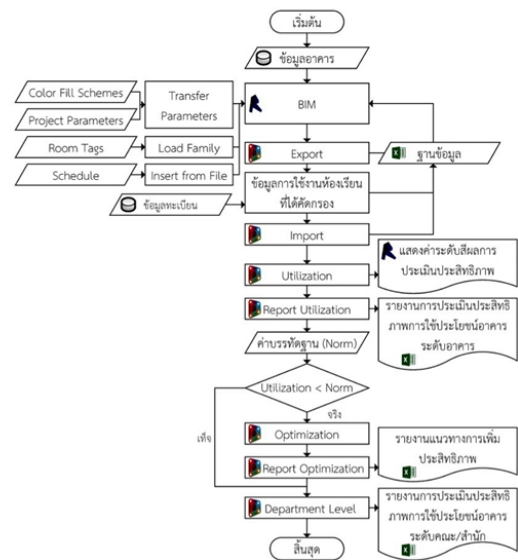 เริ่มต้น
ข้อมูลอาคาร
Color Fill Schemes
Transfer
Parameters
Project Parameters
BIM
Room Tags
Load Family
Export
ฐานข้อมูล
Schedule
Insert from File
ข้อมูลการใช้งานห้องเรียน
ที่ได้คัดกรอง
ข้อมูลทะเบียน
Import
Utilization
แสดงค่าระดับสีผลการ
ประเมินประสิทธิภาพ
Report Utilization
รายงานการประเมินประสิทธิ
ภาพการใช้ประโยชน์อาคาร
ระดับอาคาร
ค่าบรรทัดฐาน (Norm)
Utilization < Norm
เท็จ
จริง
Optimization
Report Optimization
รายงานแนวทางการเพิ่ม
ประสิทธิภาพ
Department Level
รายงานการประเมินประสิทธิ
ภาพการใช้ประโยชน์อาคาร
ระดับคณะ/สำนัก
สิ้นสุด